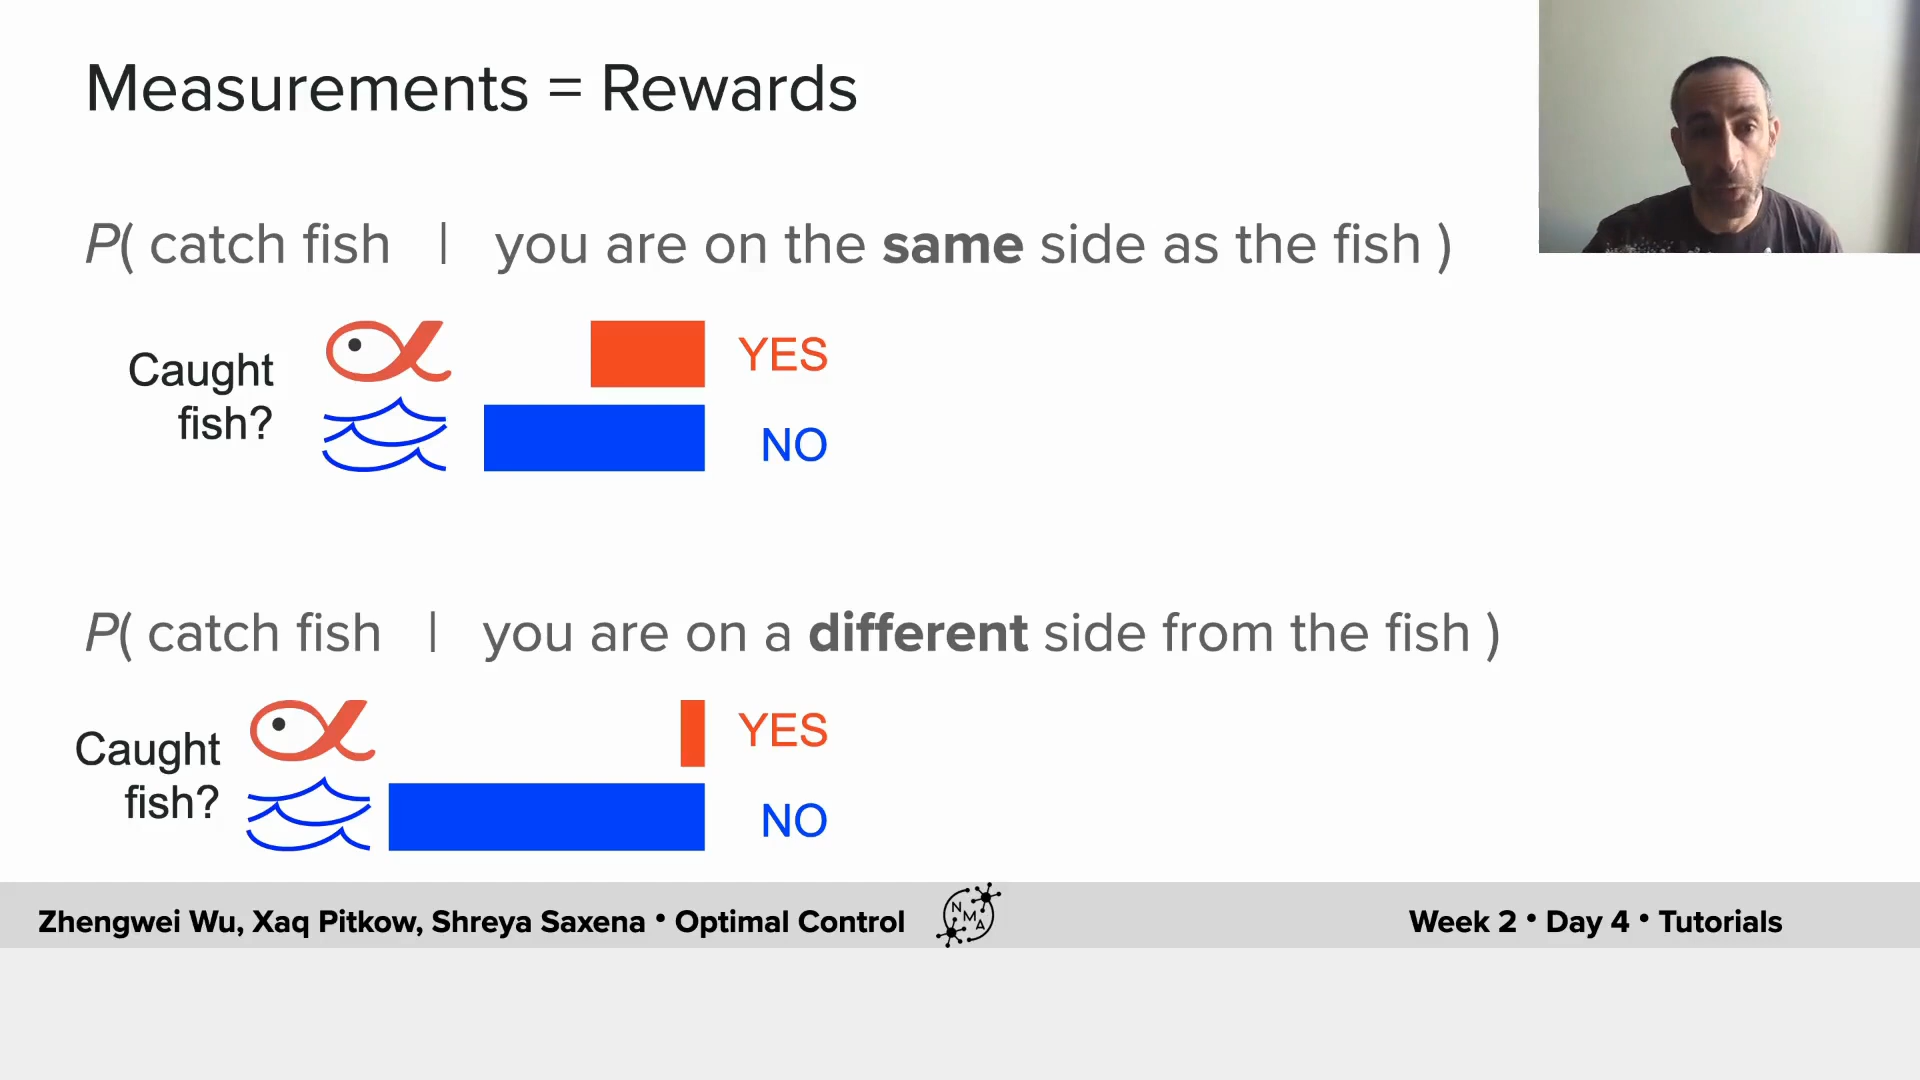 Measurements = Rewards
P( catch fish | you are on the same side as the fish )
Caught
fish?
YES
NO
P( catch fish | you are on a different side from the fish )
Caught
fish?
YES
NO
Zhengwei Wu, Xaq Pitkow, Shreya Saxena • Optimal Control
NMA
Week 2 • Day 4 • Tutorials